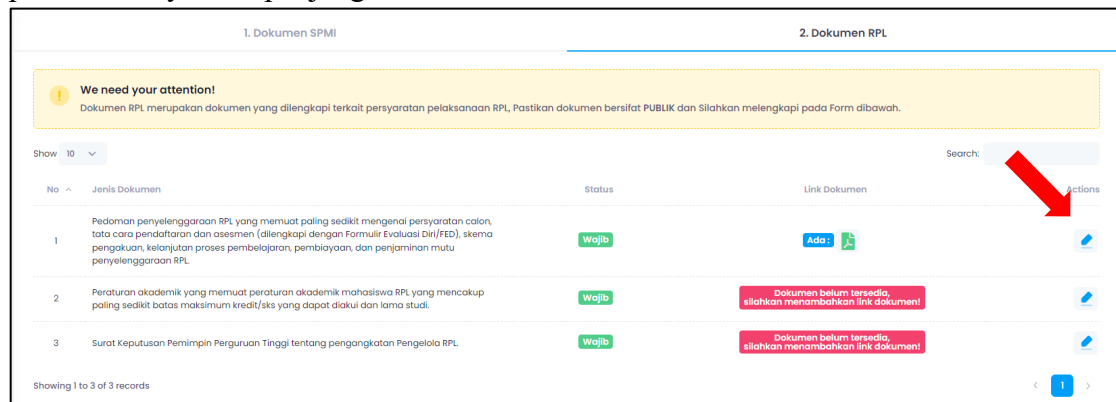 1. Dokumen SPMI
2. Dokumen RPL
We need your attention!
Dokumen RPL merupakan dokumen yang dilengkapi terkait persyaratan pelaksanaan RPL, Pastikan dokumen bersifat PUBLIK dan Silahkan melengkapi pada Form dibawah.
Show 10
Search:
No Jenis Dokumen Status Link Dokumen Actions
Pedoman penyelenggaraan RPL yang memuat paling sedikit mengenai persyaratan calon,
tata cara pendaftaran dan asesmen (dilengkapi dengan Formulir Evaluasi Diri/FED), skema
pengakuan, kelanjutan proses pembelajaran, pembiayaan, dan penjaminan mutu
penyelenggaraan RPL.
1 Wajib Ada :
Peraturan akademik yang memuat peraturan akademik mahasiswa RPL yang mencakup
paling sedikit batas maksimum kredit/sks yang dapat diakui dan lama studi.
2 Wajib
Dokumen belum tersedia,
silahkan menambahkan link dokumen!
3 Surat Keputusan Pemimpin Perguruan Tinggi tentang pengangkatan Pengelola RPL. Wajib
Dokumen belum tersedia,
silahkan menambahkan link dokumen!
Showing 1 to 3 of 3 records
1